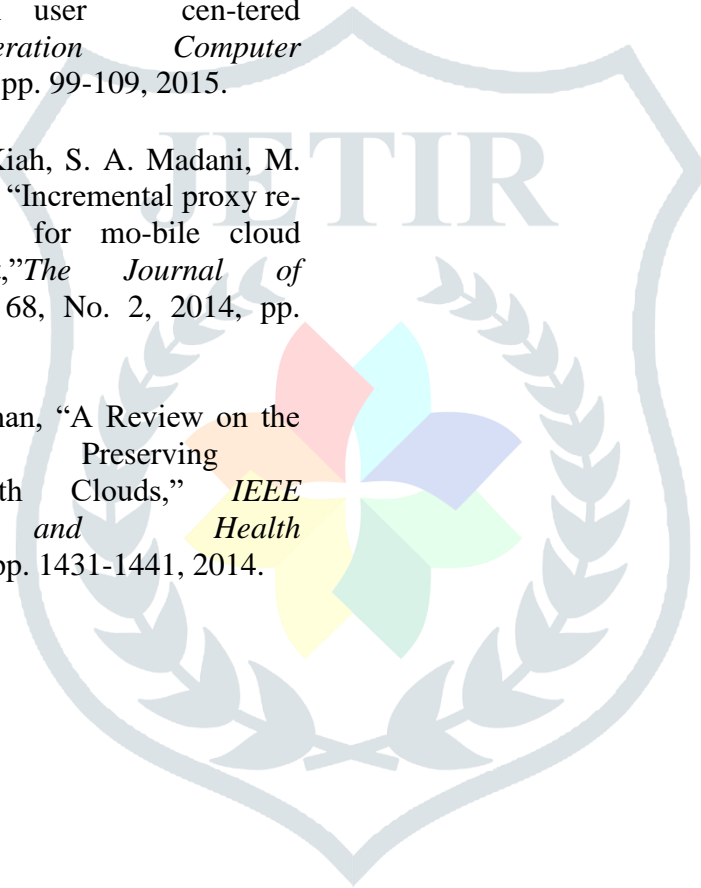 user cen-tered
eration Computer
pp. 99-109, 2015.
Kiah, S. A. Madani, M.
“Incremental proxy re-
for mo-bile cloud
,”The Journal of
68, No. 2, 2014, pp.
nan, “A Review on the
Preserving
th Clouds,” IEEE
and Health
pp. 1431-1441, 2014.
JETIR